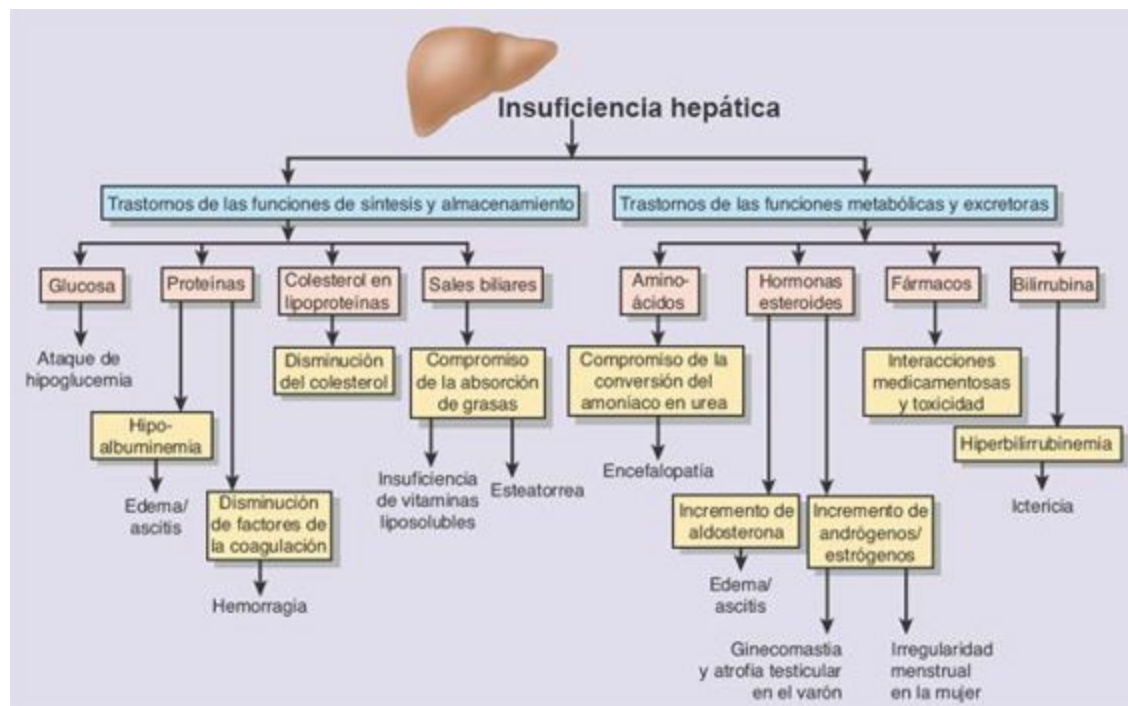 Insuficiencia hepática
Trastornos de las funciones de síntesis y almacenamiento
Trastornos de las funciones metabólicas y excretoras
Glucosa
Proteínas
Colesterol en
lipoproteínas
Sales biliares
Amino-
ácidos
Hormonas
esteroides
Fármacos
Bilirrubina
Ataque de
hipoglucemia
Disminución
del colesterol
Compromiso
de la absorción
de grasas
Compromiso de la
conversión del
amoníaco en urea
Interacciones
medicamentosas
y toxicidad
Hipo-
albuminemia
Hiperbilirrubinemia
Edema/
ascitis
Disminución
de factores de
la coagulación
Insuficiencia
de vitaminas
liposolubles
Esteatorrea
Encefalopatía
Incremento de
aldosterona
Incremento de
andrógenos/
estrógenos
Ictericia
Hemorragia
Edema/
ascitis
Ginecomastia
y atrofia testicular
en el varón
Irregularidad
menstrual
en la mujer